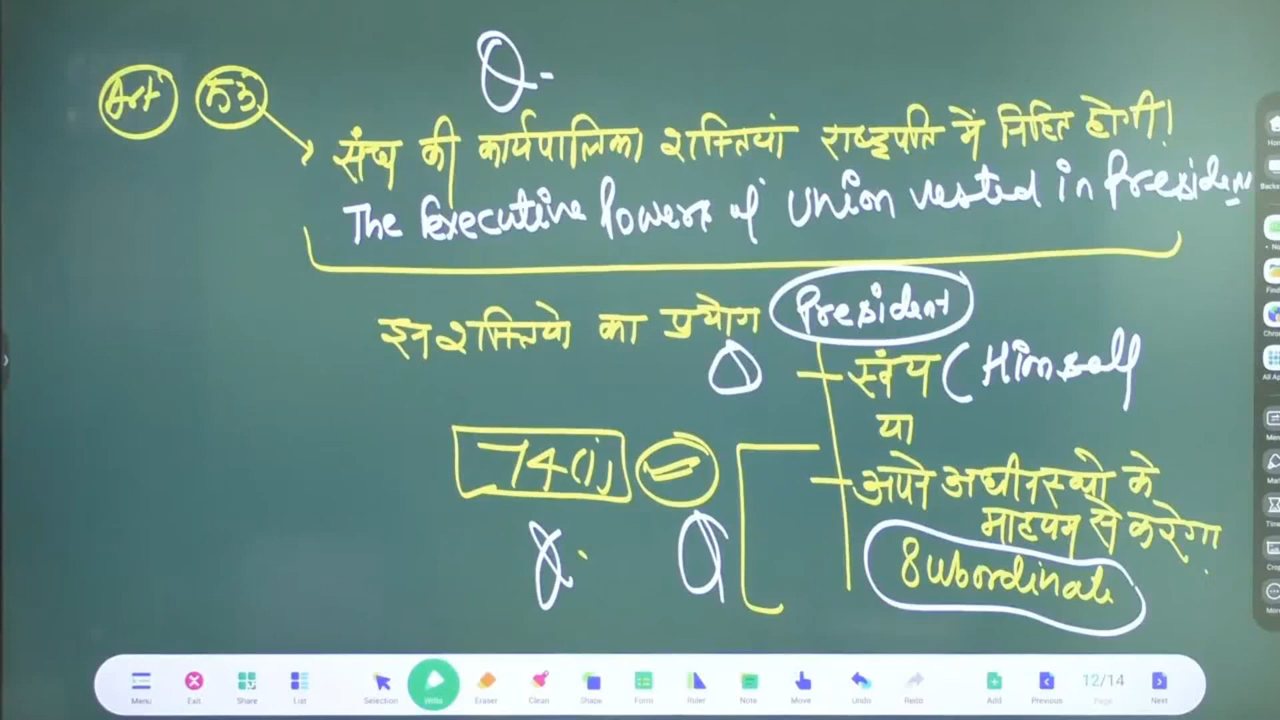 Q-
Art 53
संघ की कार्यपालिका शक्तियां राष्ट्रपति में निहित होगी।
The Executive Powers of Union vested in President
इन शक्तियो का प्रयोग President
स्वंय ( Himself
या
74(1)
अपने अधीनस्थो के
माध्यम से करेगा
Subordinate
Menu Exit Share List Selection Write Eraser Clean Shape Form Ruler Note Move Undo Redo Add Previous 12/14 Page Next